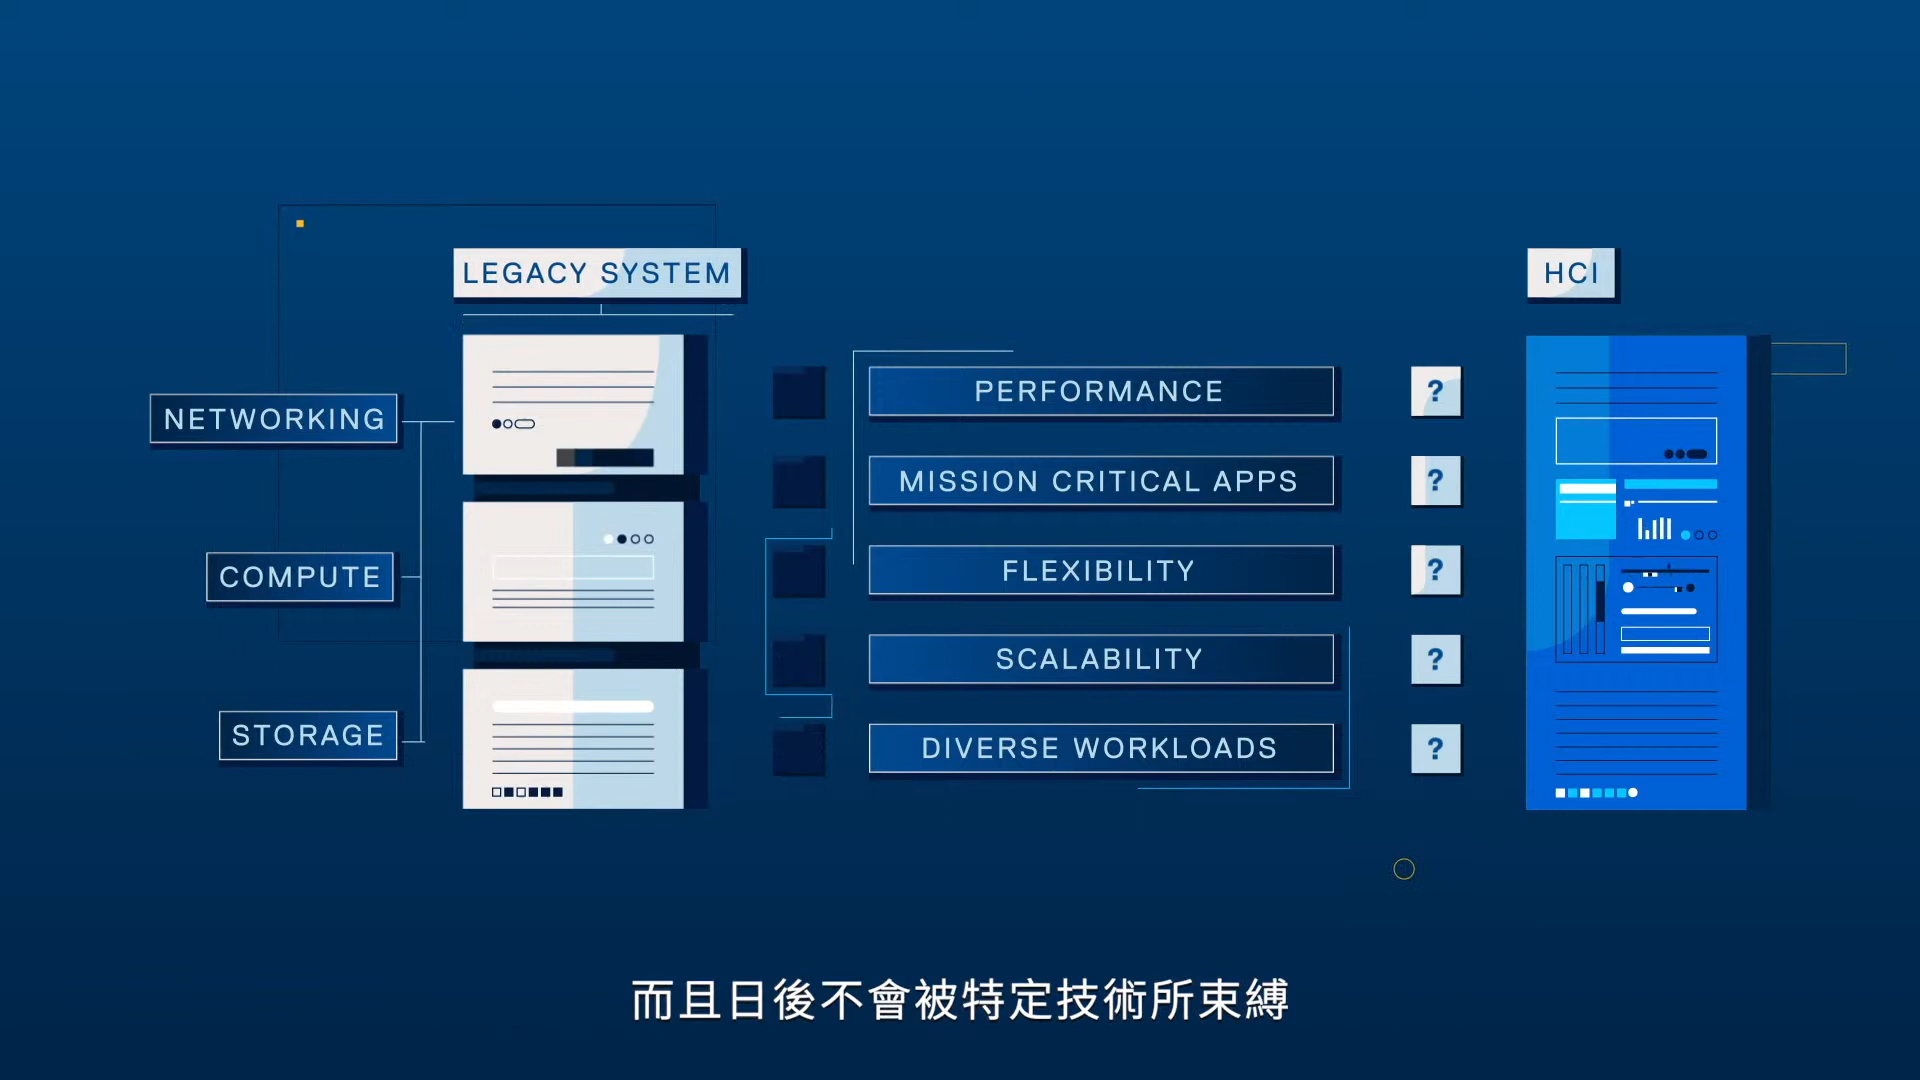 LEGACY SYSTEM
HCI
NETWORKING
COMPUTE
STORAGE
PERFORMANCE
?
MISSION CRITICAL APPS
?
FLEXIBILITY
?
SCALABILITY
?
DIVERSE WORKLOADS
?
而且日後不會被特定技術所束縛